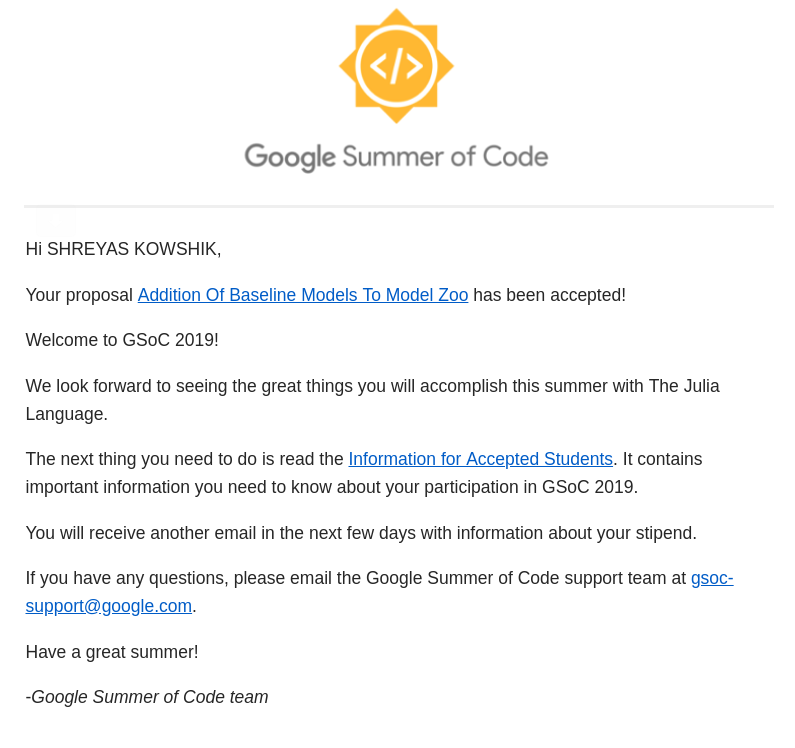 </>
Google Summer of Code
Hi SHREYAS KOWSHIK,
Your proposal Addition Of Baseline Models To Model Zoo has been accepted!
Welcome to GSoC 2019!
We look forward to seeing the great things you will accomplish this summer with The Julia
Language.
The next thing you need to do is read the Information for Accepted Students. It contains
important information you need to know about your participation in GSoC 2019.
You will receive another email in the next few days with information about your stipend.
If you have any questions, please email the Google Summer of Code support team at gsoc-
support@google.com.
Have a great summer!
-Google Summer of Code team